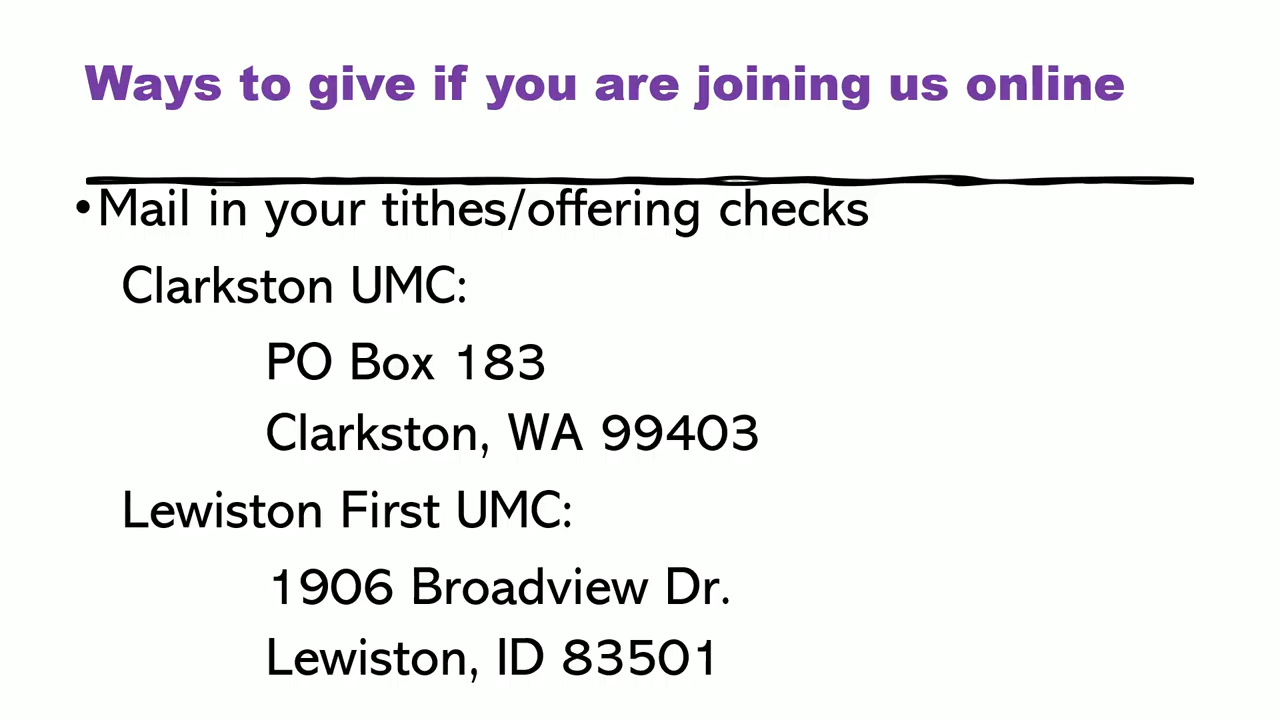 Ways to give if you are joining us online
•Mail in your tithes/offering checks
Clarkston UMC:
PO Box 183
Clarkston, WA 99403
Lewiston First UMC:
1906 Broadview Dr.
Lewiston, ID 83501